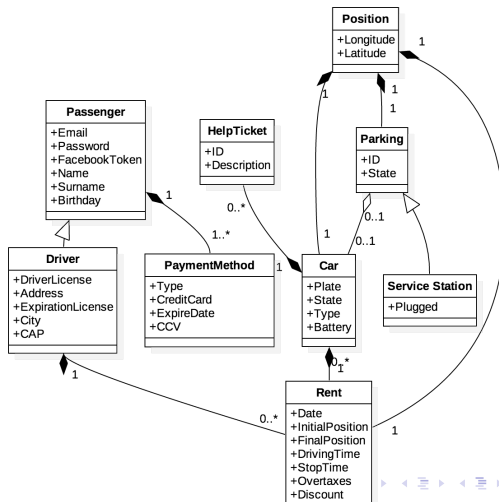 Position
+Longitude
+Latitude
1
1
1
1
Passenger
+Email
+Password
+FacebookToken
+Name
+Surname
+Birthday
HelpTicket
+ID
+Description
Parking
+ID
+State
1
0..*
0..1
1..*
0..1
1
1
Driver
+DriverLicense
+Address
+ExpirationLicense
+City
+CAP
PaymentMethod
+Type
+CreditCard
+ExpireDate
+CCV
Car
+Plate
+State
+Type
+Battery
Service Station
+Plugged
0..*
1
1
0..*
1
Rent
+Date
+InitialPosition
+FinalPosition
+DrivingTime
+StopTime
+Overtaxes
+Discount